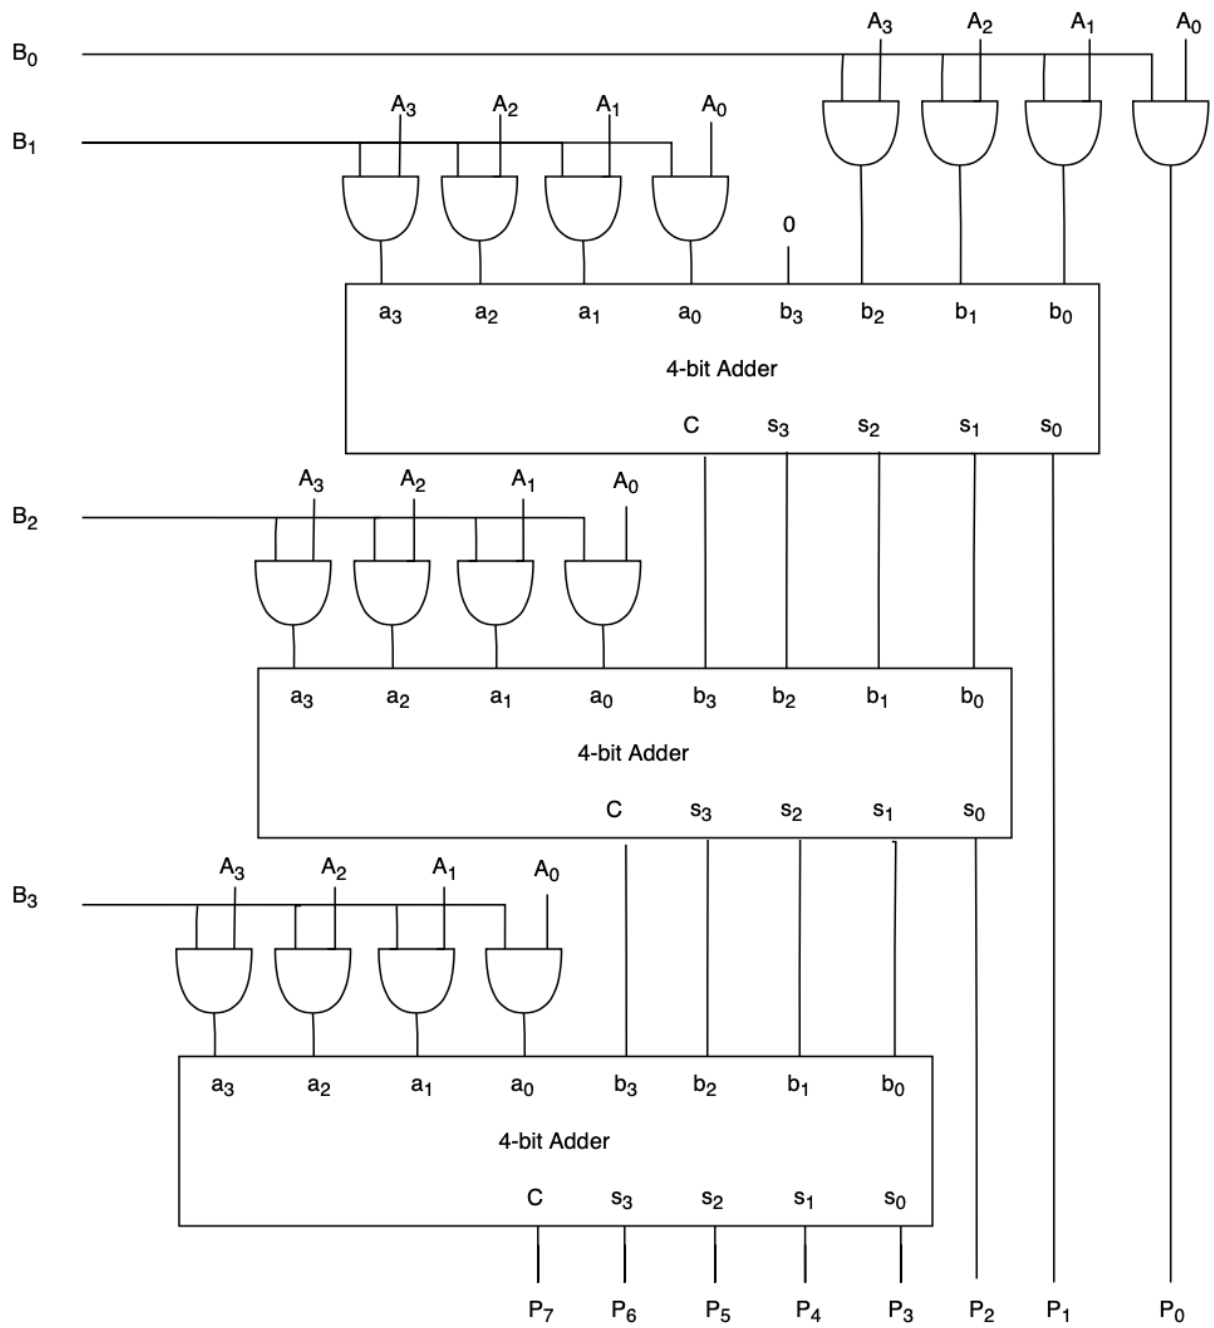 A₃ A₂ A₁ A₀
B₀
A₃ A₂ A₁ A₀
B₁
0
a₃ a₂ a₁ a₀ b₃ b₂ b₁ b₀
4-bit Adder
C s₃ s₂ s₁ s₀
A₃ A₂ A₁ A₀
B₂
a₃ a₂ a₁ a₀ b₃ b₂ b₁ b₀
4-bit Adder
C s₃ s₂ s₁ s₀
A₃ A₂ A₁ A₀
B₃
a₃ a₂ a₁ a₀ b₃ b₂ b₁ b₀
4-bit Adder
C s₃ s₂ s₁ s₀
P₇ P₆ P₅ P₄ P₃ P₂ P₁ P₀